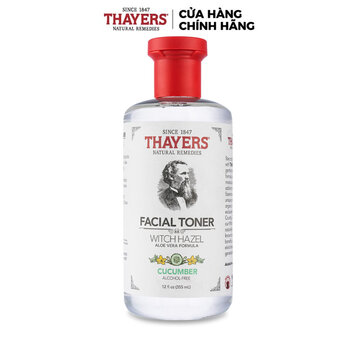 SINCE 1847
THAYERS®
NATURAL REMEDIES
CỬA HÀNG
CHÍNH HÃNG
SINCE 1847
THAYERS®
NATURAL REMEDIES
FACIAL TONER
WITCH HAZEL
ALOE VERA FORMULA
CUCUMBER
ALCOHOL-FREE
12 fl oz (355 mL)